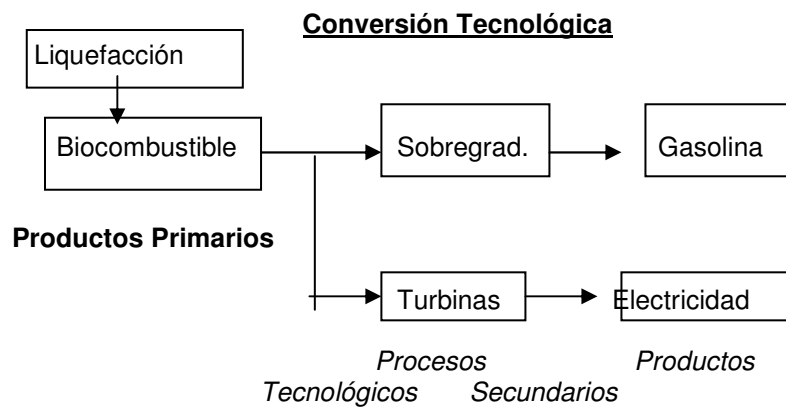 Conversión Tecnológica
Liquefacción
Biocombustible
Sobregrad.
Gasolina
Productos Primarios
Turbinas
Electricidad
Procesos Productos
Tecnológicos Secundarios